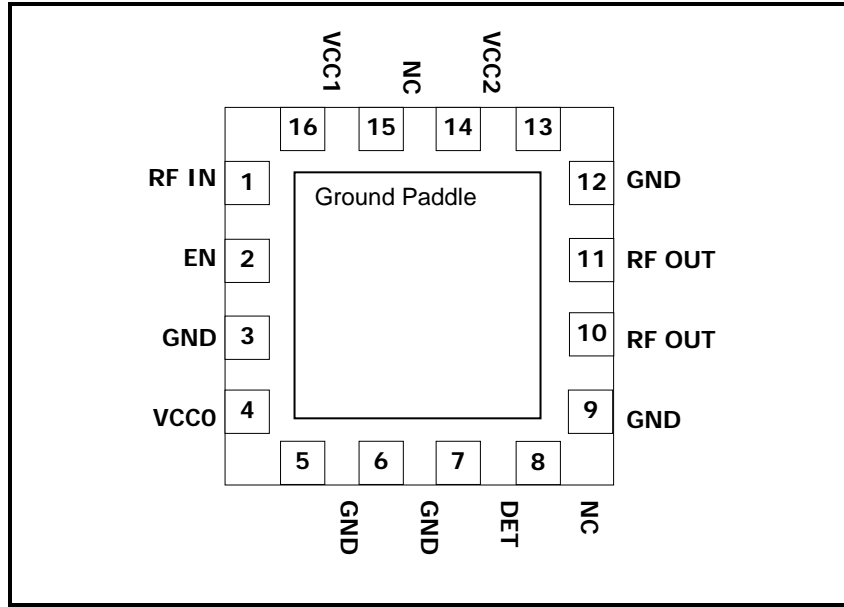 VCC1 NC VCC2
16 15 14 13
RF IN 1 Ground Paddle 12 GND
EN 2 11 RF OUT
GND 3 10 RF OUT
VCC0 4 9 GND
5 6 7 8
GND GND DET NC